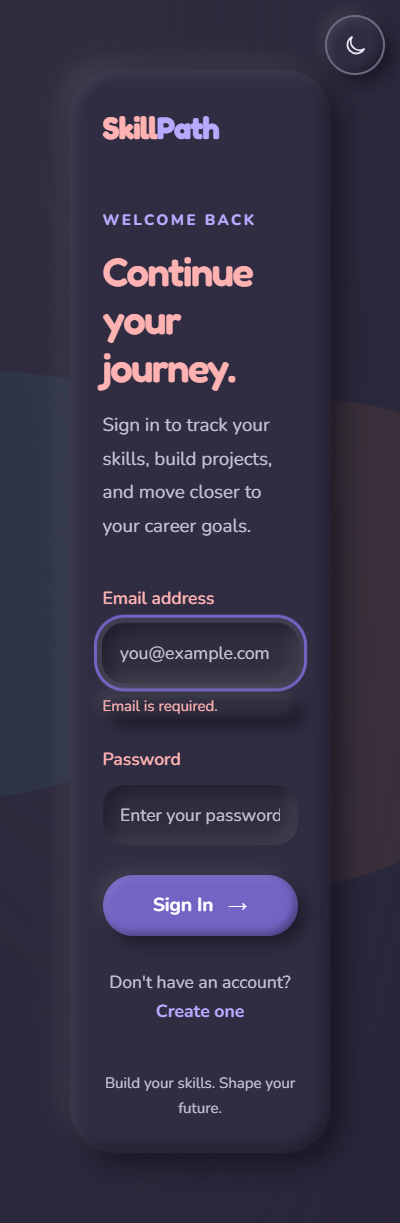 SkillPath
WELCOME BACK
Continue
your
journey.
Sign in to track your
skills, build projects,
and move closer to
your career goals.
Email address
you@example.com
Email is required.
Password
Enter your password
Sign In →
Don't have an account?
Create one
Build your skills. Shape your
future.